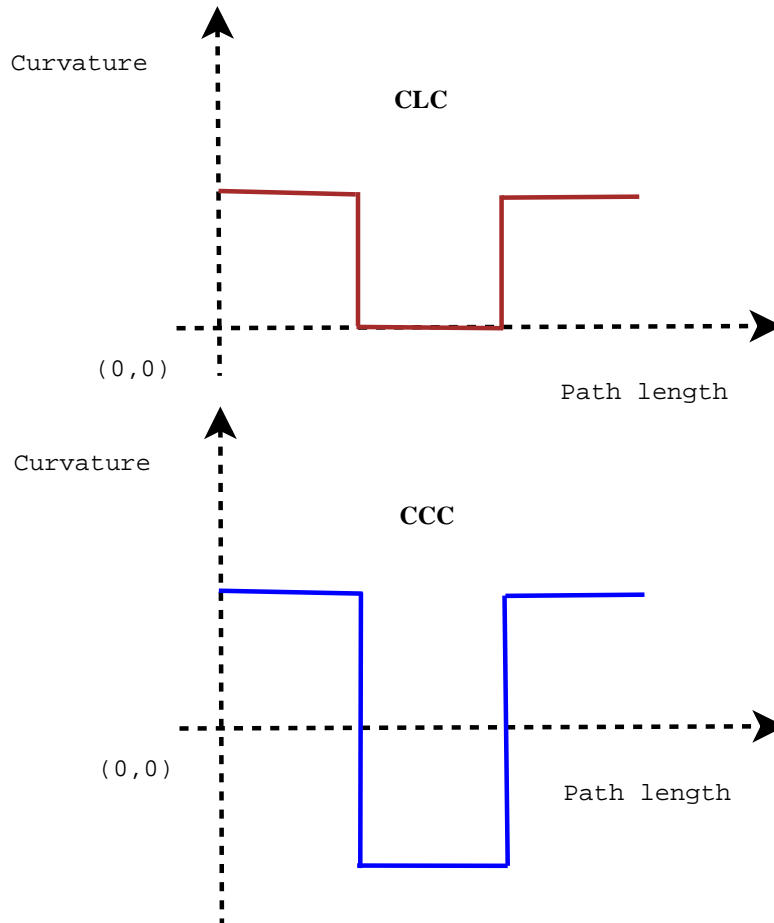 Curvature
CLC
(0,0)
Path length
Curvature
CCC
(0,0)
Path length